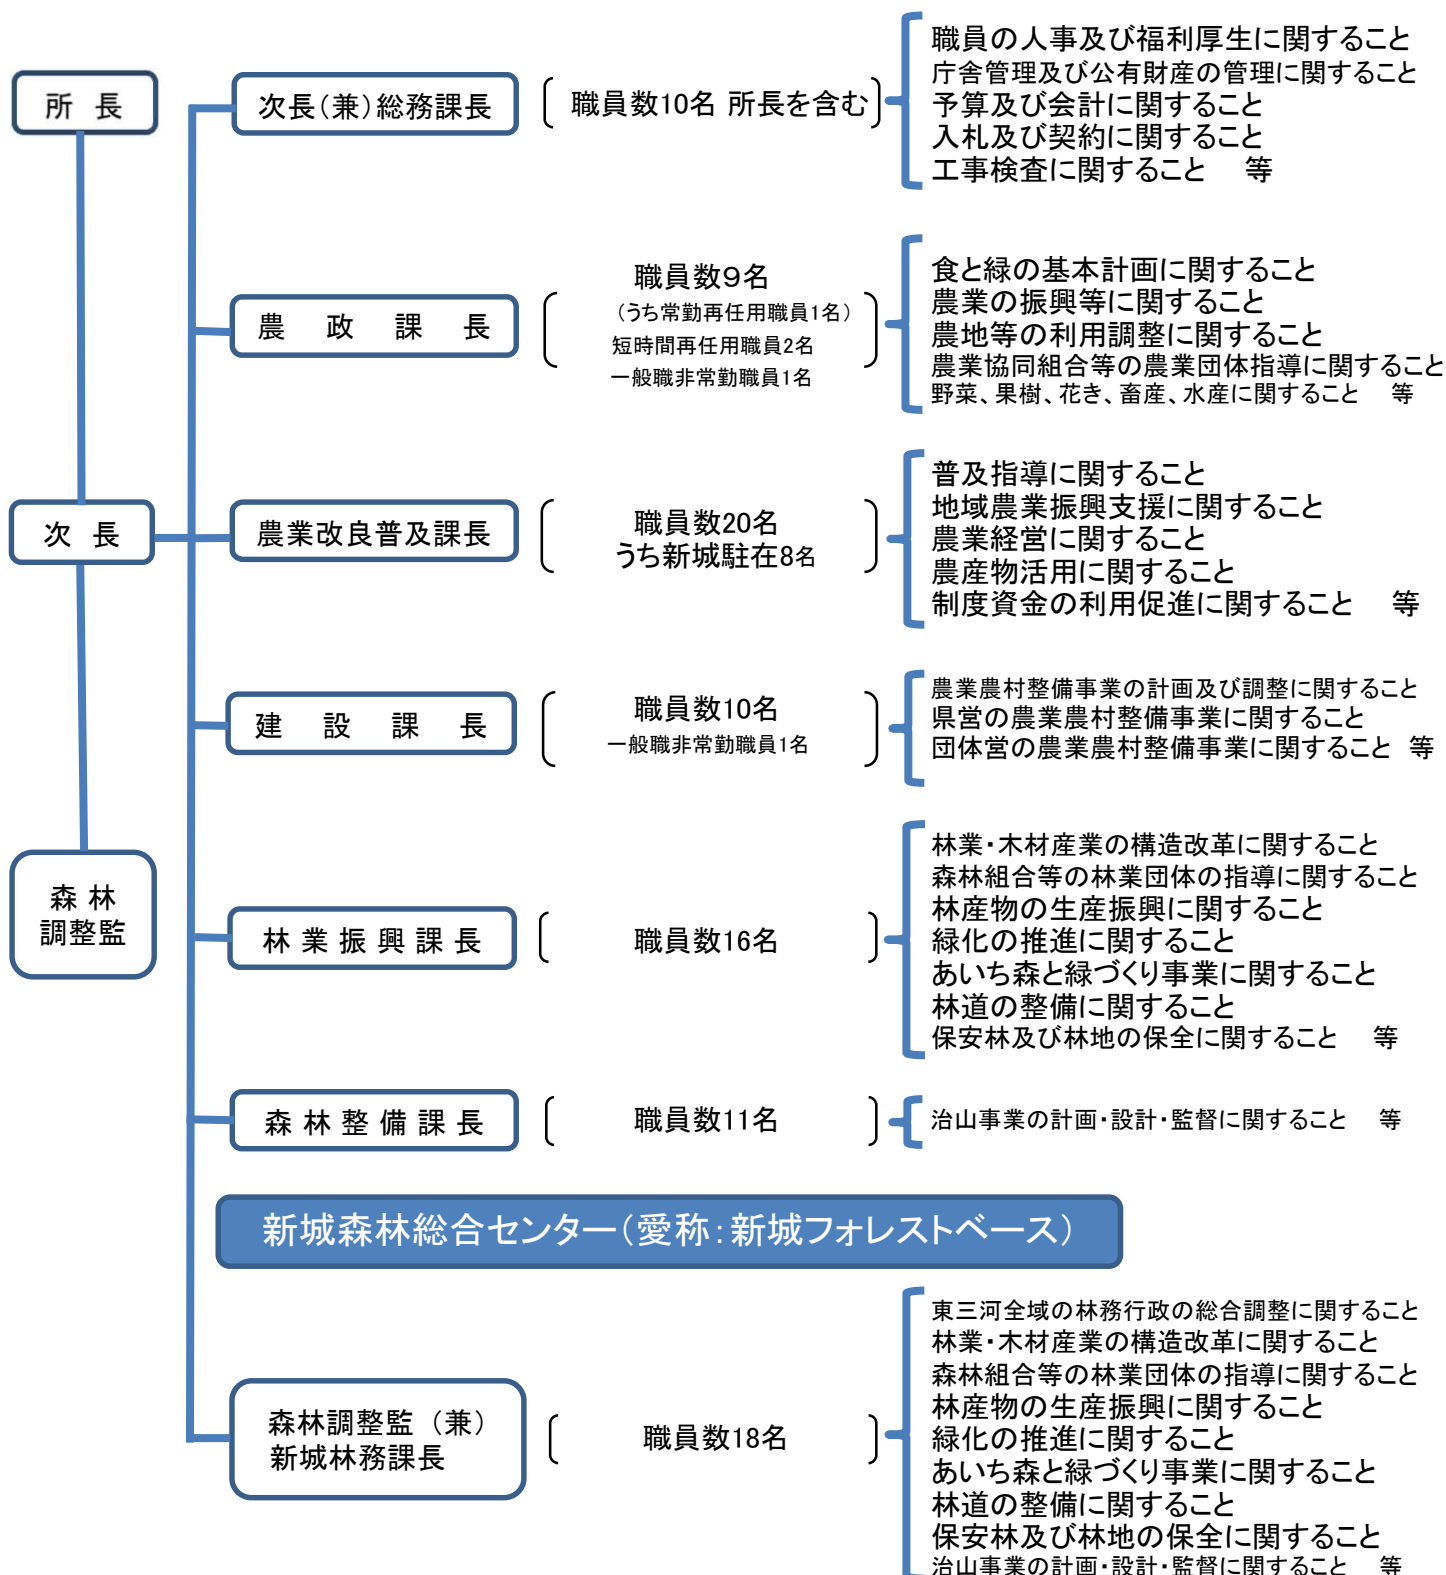 所 長
次長(兼)総務課長
職員数10名 所長を含む
職員の人事及び福利厚生に関すること
庁舎管理及び公有財産の管理に関すること
予算及び会計に関すること
入札及び契約に関すること
工事検査に関すること 等
農 政 課 長
職員数9名
(うち常勤再任用職員1名)
短時間再任用職員2名
一般職非常勤職員1名
食と緑の基本計画に関すること
農業の振興等に関すること
農地等の利用調整に関すること
農業協同組合等の農業団体指導に関すること
野菜、果樹、花き、畜産、水産に関すること 等
次 長
農業改良普及課長
職員数20名
うち新城駐在8名
普及指導に関すること
地域農業振興支援に関すること
農業経営に関すること
農産物活用に関すること
制度資金の利用促進に関すること 等
建 設 課 長
職員数10名
一般職非常勤職員1名
農業農村整備事業の計画及び調整に関すること
県営の農業農村整備事業に関すること
団体営の農業農村整備事業に関すること 等
森 林
調整監
林 業 振 興 課 長
職員数16名
林業・木材産業の構造改革に関すること
森林組合等の林業団体の指導に関すること
林産物の生産振興に関すること
緑化の推進に関すること
あいち森と緑づくり事業に関すること
林道の整備に関すること
保安林及び林地の保全に関すること 等
森 林 整 備 課 長
職員数11名
治山事業の計画・設計・監督に関すること 等
新城森林総合センター(愛称:新城フォレストベース)
森林調整監 (兼)
新城林務課長
職員数18名
東三河全域の林務行政の総合調整に関すること
林業・木材産業の構造改革に関すること
森林組合等の林業団体の指導に関すること
林産物の生産振興に関すること
緑化の推進に関すること
あいち森と緑づくり事業に関すること
林道の整備に関すること
保安林及び林地の保全に関すること
治山事業の計画・設計・監督に関すること 等